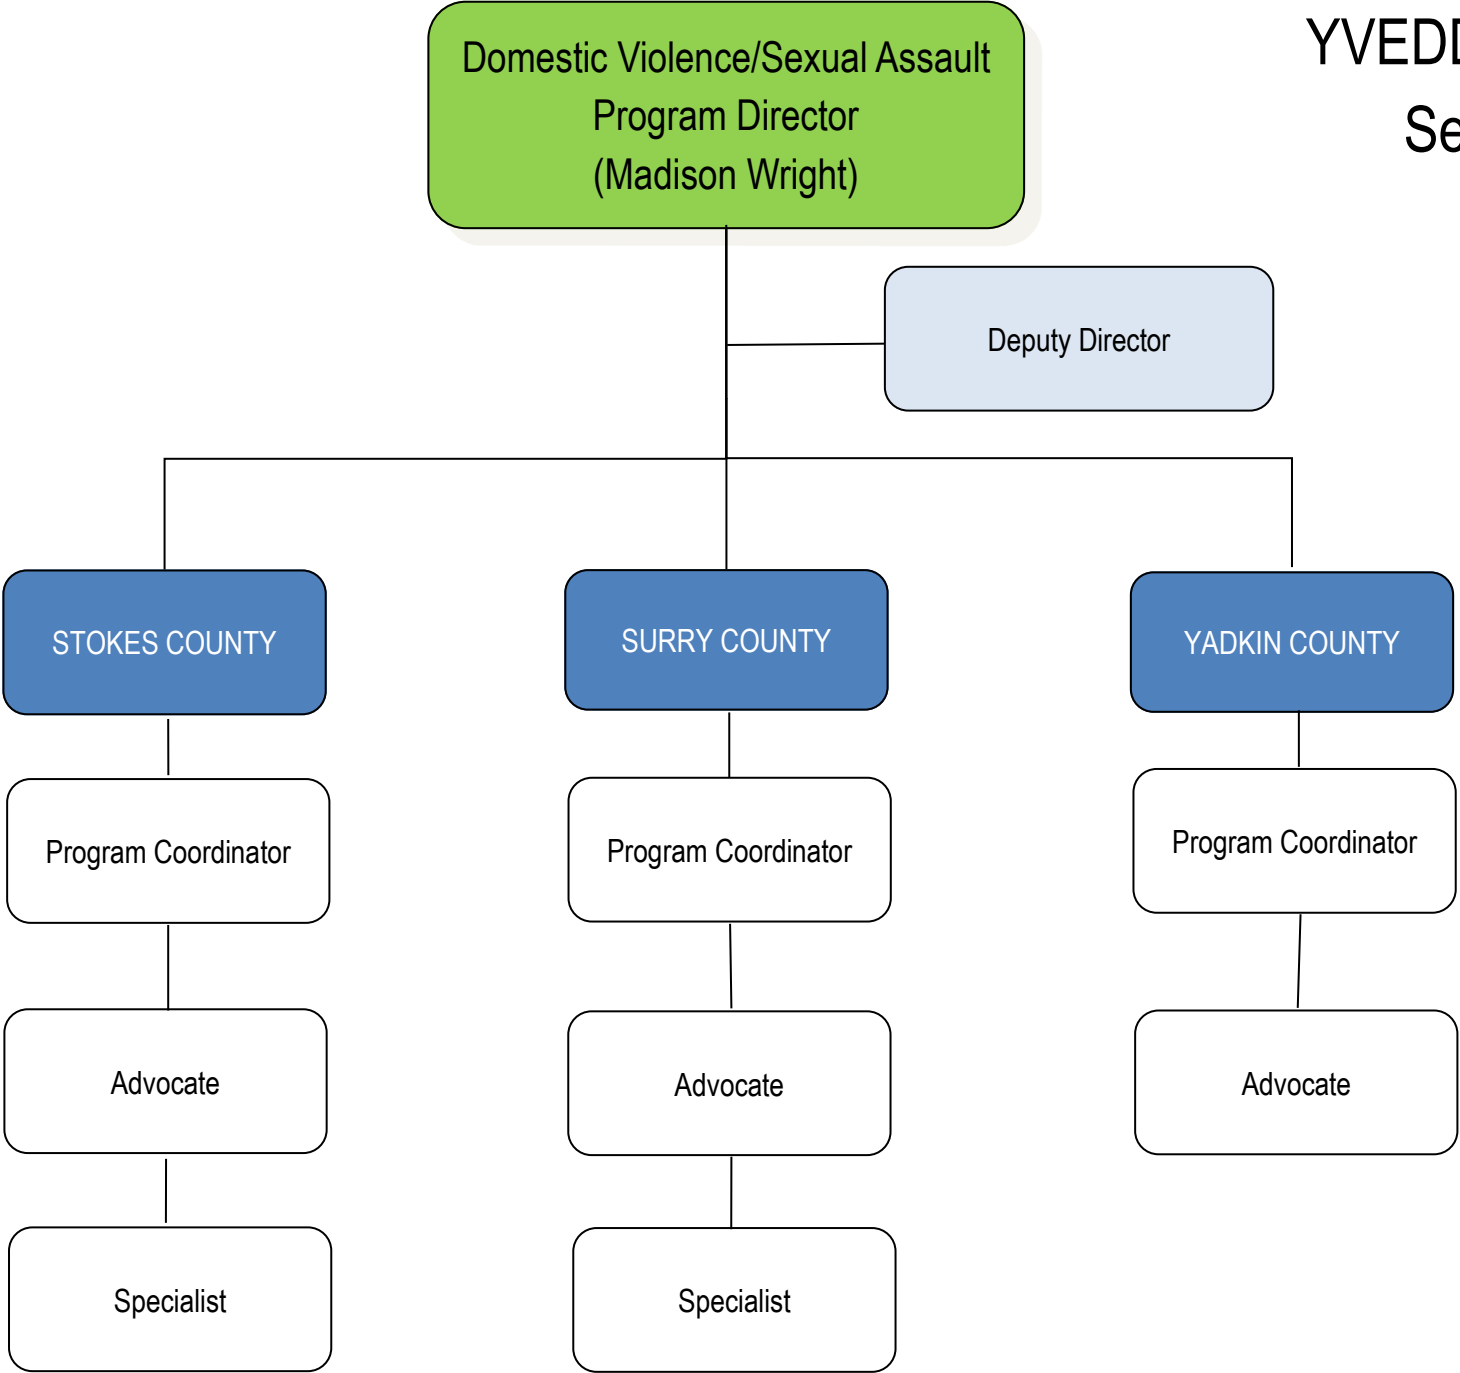 Domestic Violence/Sexual Assault
Program Director
(Madison Wright)
Deputy Director
STOKES COUNTY
SURRY COUNTY
YADKIN COUNTY
Program Coordinator
Program Coordinator
Program Coordinator
Advocate
Advocate
Advocate
Specialist
Specialist